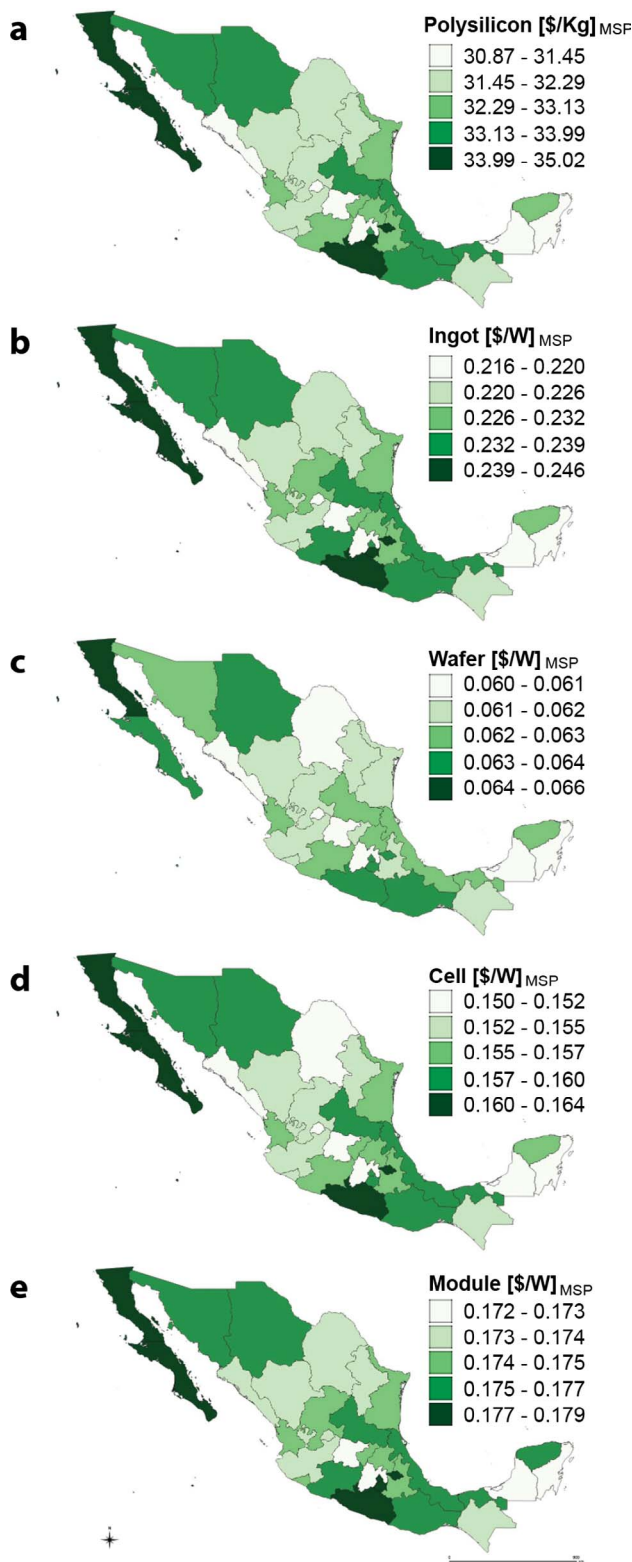 a
Polysilicon [$/Kg] MSP
30.87 - 31.45
31.45 - 32.29
32.29 - 33.13
33.13 - 33.99
33.99 - 35.02
b
Ingot [$/W] MSP
0.216 - 0.220
0.220 - 0.226
0.226 - 0.232
0.232 - 0.239
0.239 - 0.246
c
Wafer [$/W] MSP
0.060 - 0.061
0.061 - 0.062
0.062 - 0.063
0.063 - 0.064
0.064 - 0.066
d
Cell [$/W] MSP
0.150 - 0.152
0.152 - 0.155
0.155 - 0.157
0.157 - 0.160
0.160 - 0.164
e
Module [$/W] MSP
0.172 - 0.173
0.173 - 0.174
0.174 - 0.175
0.175 - 0.177
0.177 - 0.179